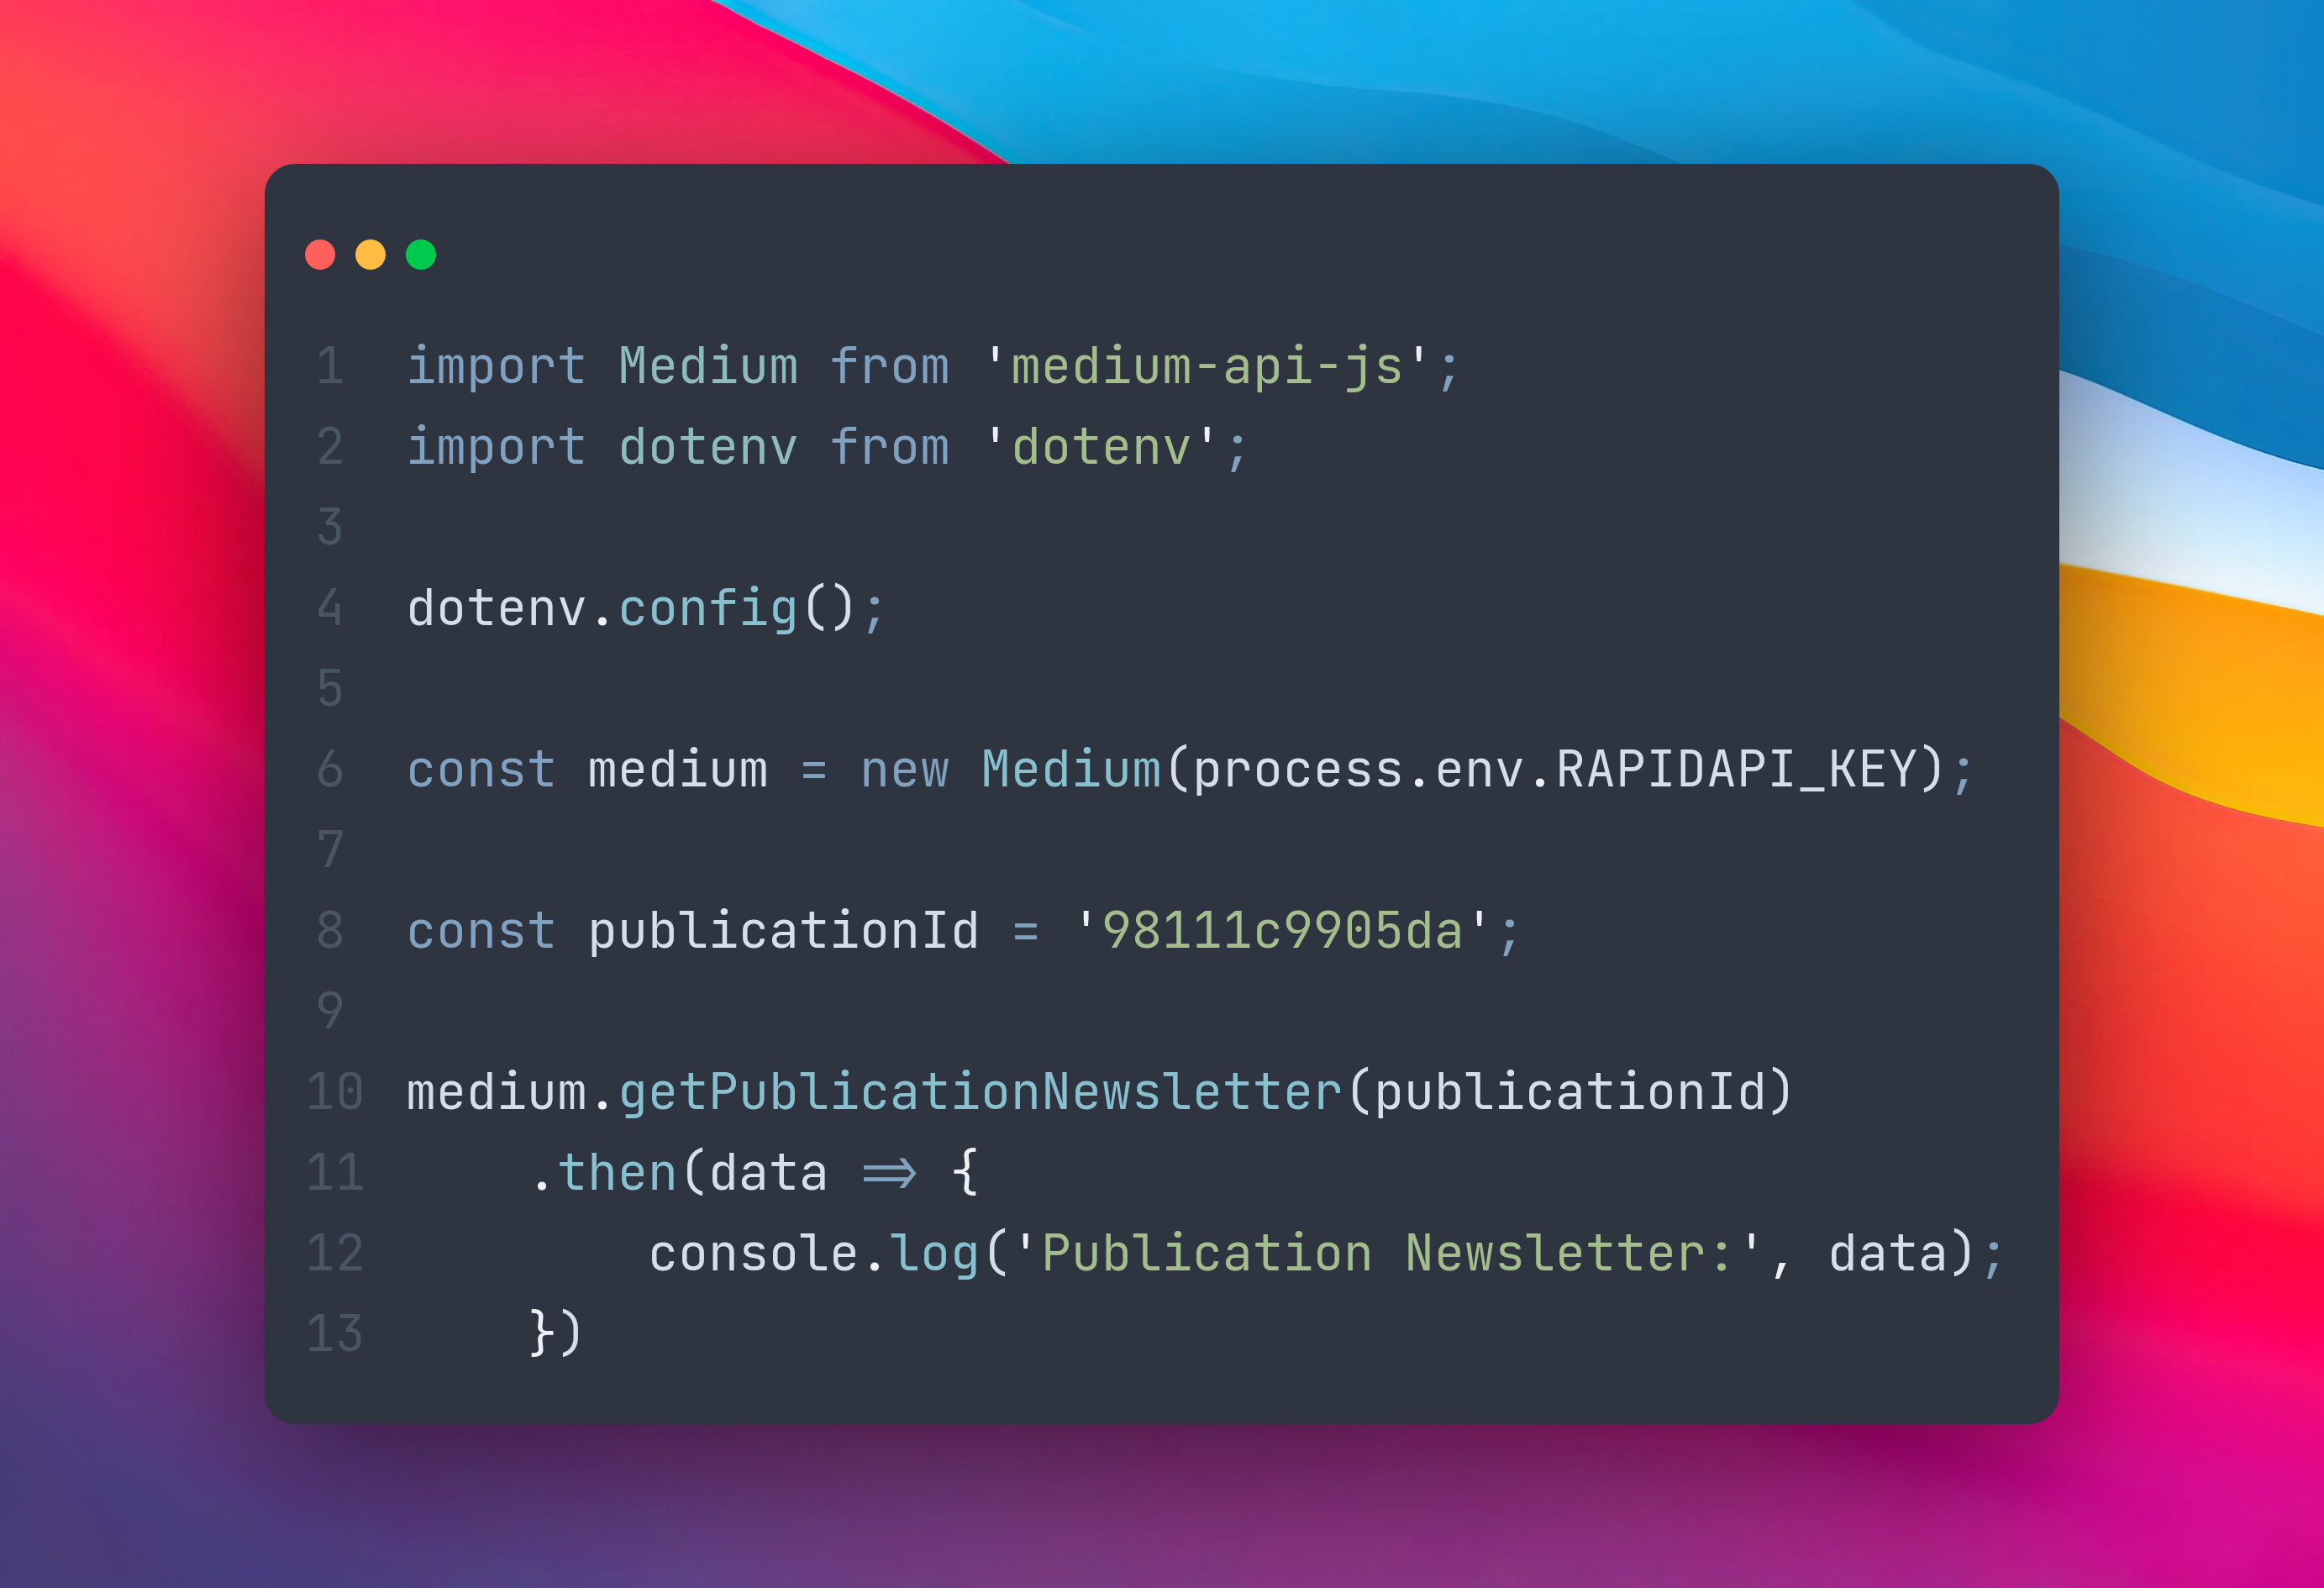 1 import Medium from 'medium-api-js';
2 import dotenv from 'dotenv';
3
4 dotenv.config();
5
6 const medium = new Medium(process.env.RAPIDAPI_KEY);
7
8 const publicationId = '98111c9905da';
9
10 medium.getPublicationNewsletter(publicationId)
11     .then(data => {
12         console.log('Publication Newsletter:', data);
13     })